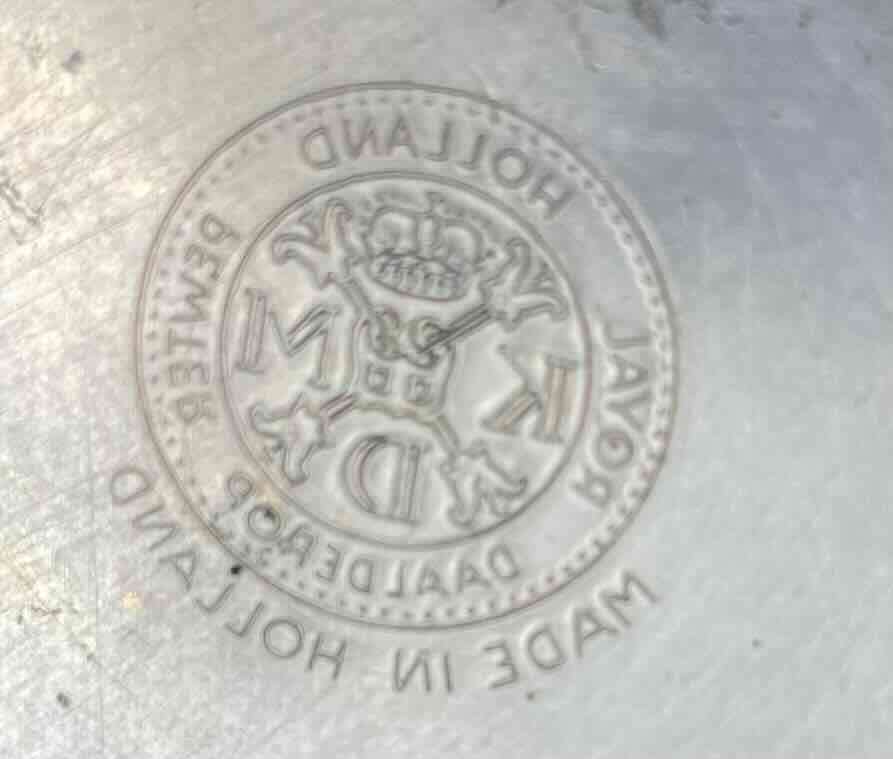 ROYAL HOLLAND PEWTER
DAALDEROP
K M
D
MADE IN HOLLAND